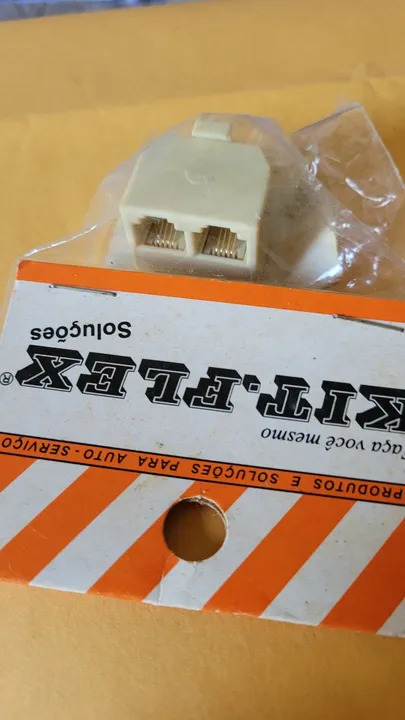 PRODUTOS E SOLUÇÕES PARA AUTO-SERVIÇO
Faça você mesmo
KIT.FLEX®
Soluções